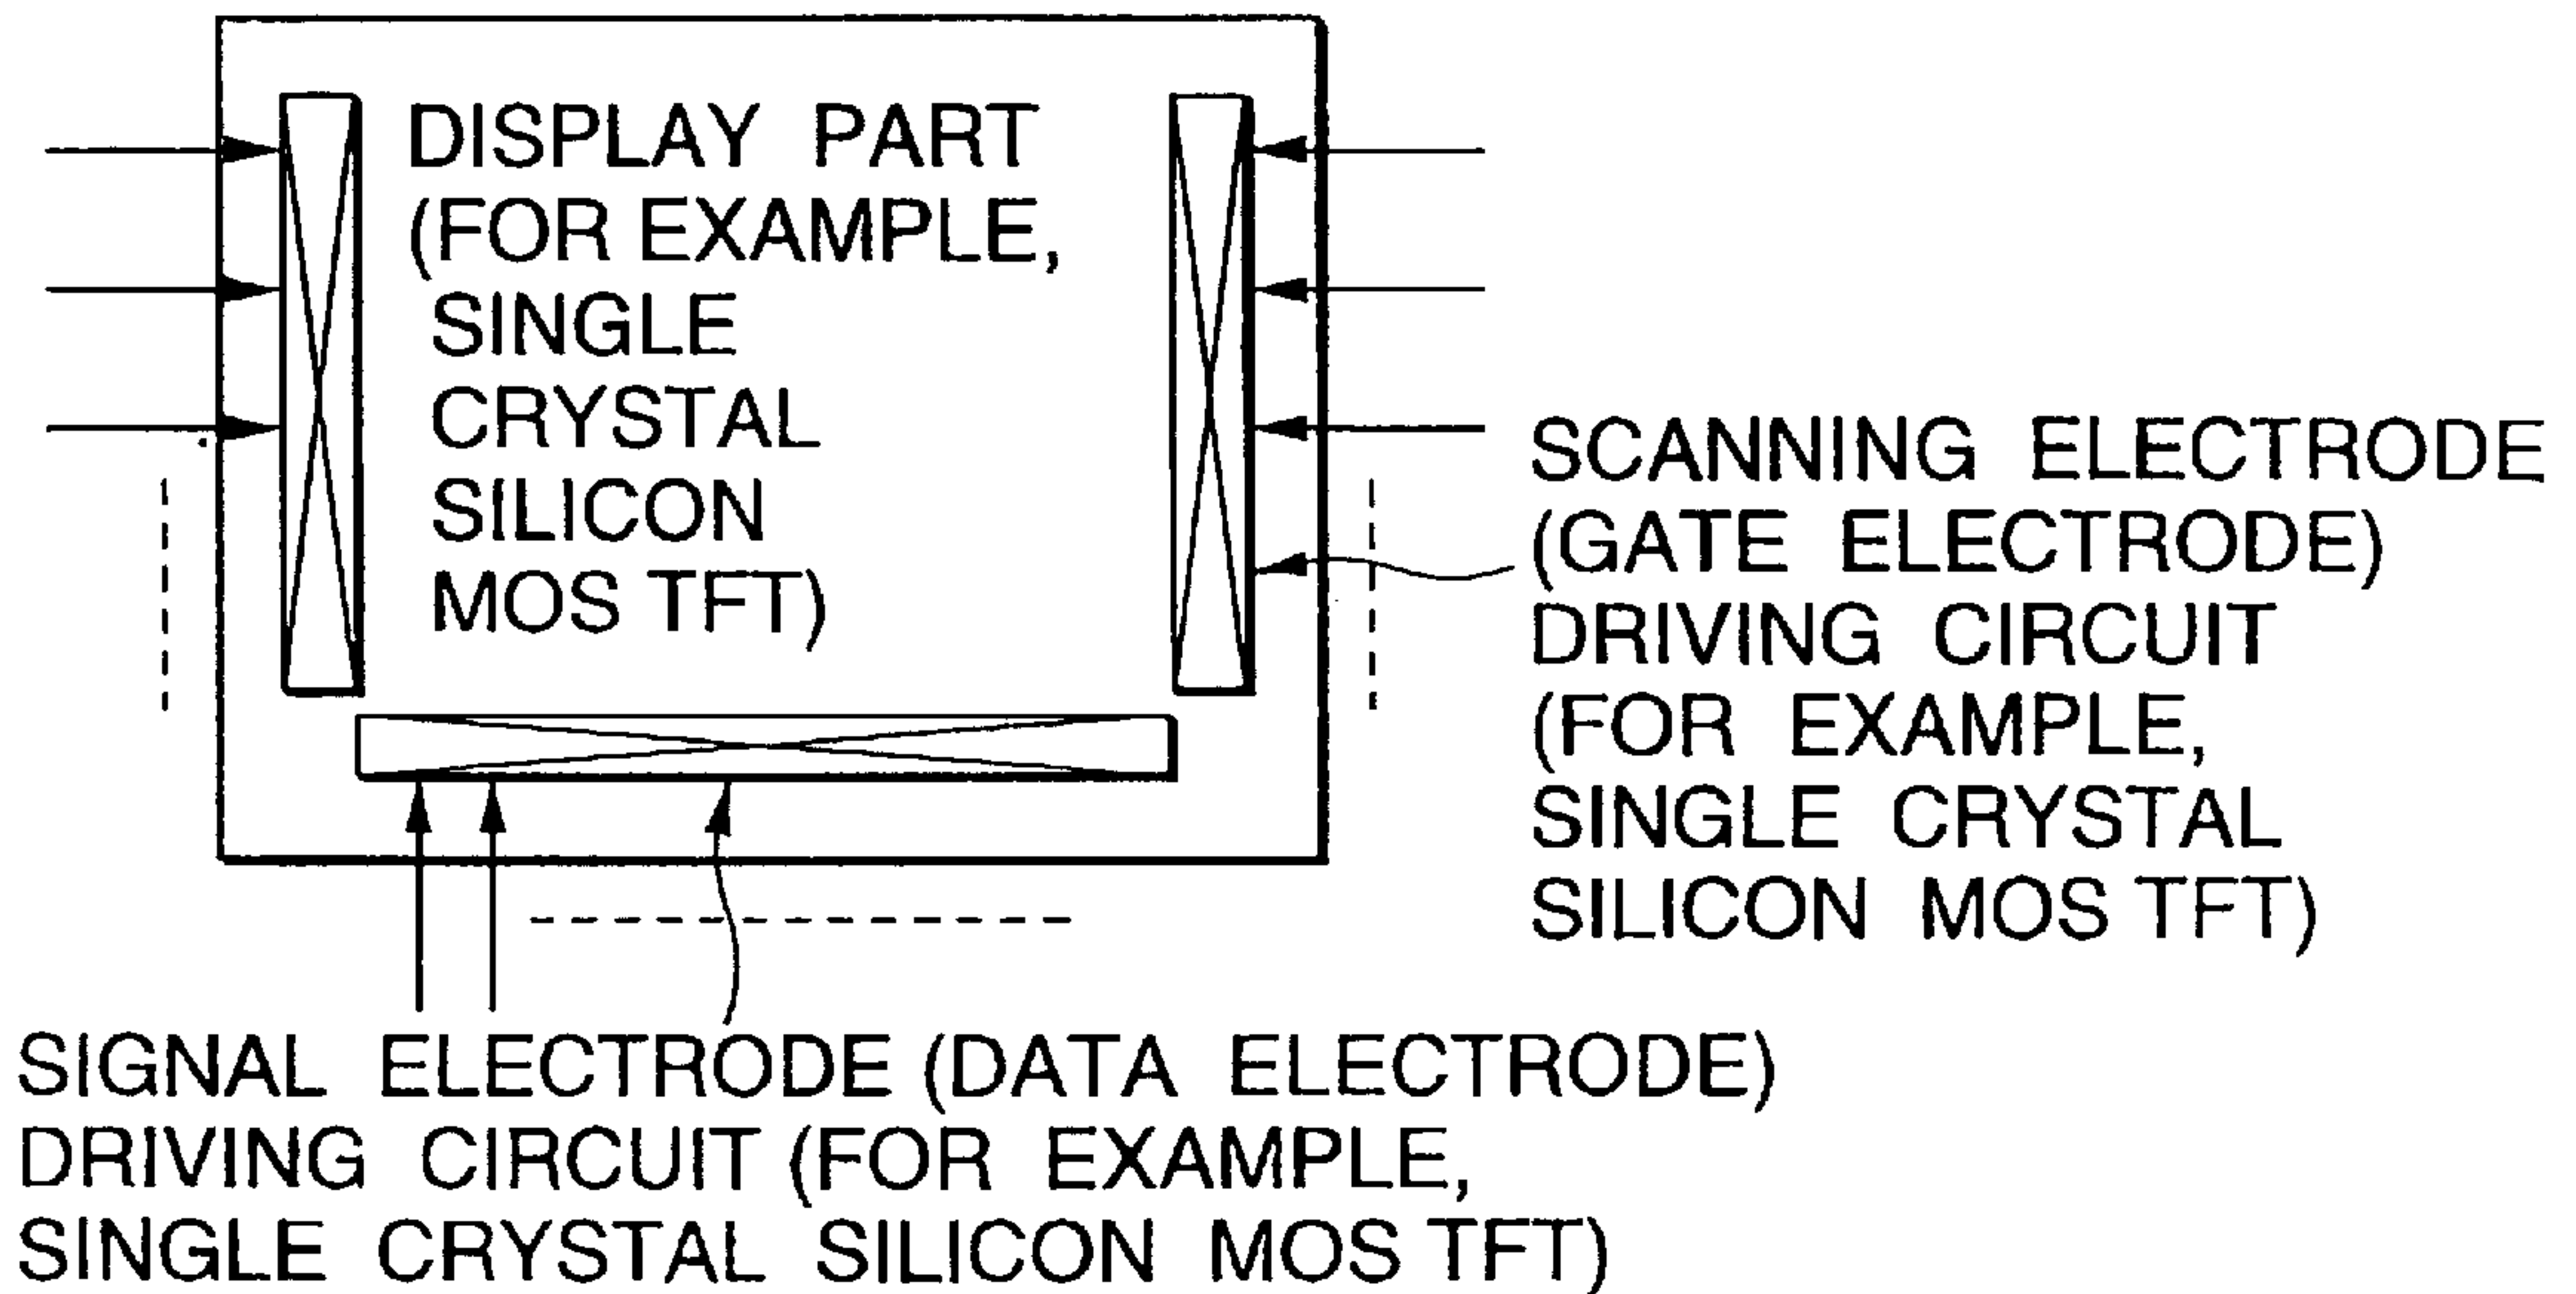 DISPLAY PART
(FOR EXAMPLE,
SINGLE
CRYSTAL
SILICON
MOS TFT)
SCANNING ELECTRODE
(GATE ELECTRODE)
DRIVING CIRCUIT
(FOR EXAMPLE,
SINGLE CRYSTAL
SILICON MOS TFT)
SIGNAL ELECTRODE (DATA ELECTRODE)
DRIVING CIRCUIT (FOR EXAMPLE,
SINGLE CRYSTAL SILICON MOS TFT)